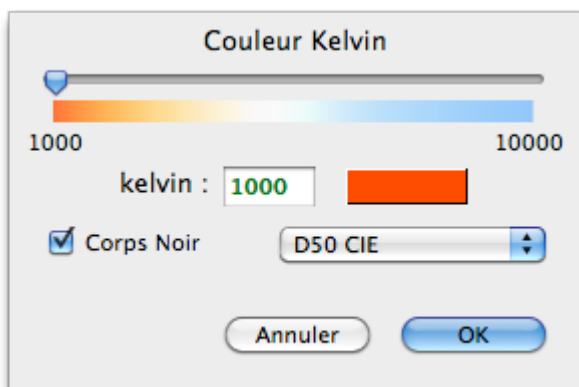 Couleur Kelvin
1000 10000
kelvin : 1000
Corps Noir D50 CIE
Annuler OK